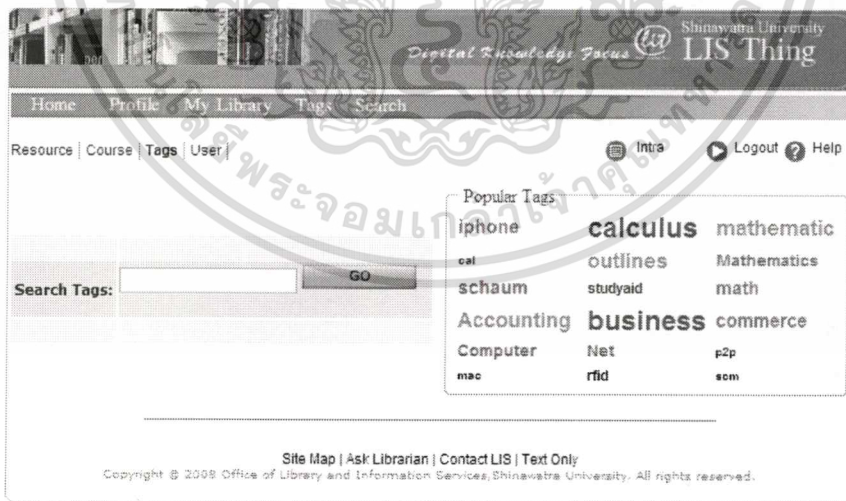 Shinawatra University
Digital Knowledge Focus lit LIS Thing
Home Profile My Library Tags Search
Resource | Course | Tags | User |
Intra Logout Help
Popular Tags
iphone calculus mathematic
cal outlines Mathematics
schaum studyaid math
Accounting business commerce
Computer Net p2p
mac rfid scm
Search Tags: GO
Site Map | Ask Librarian | Contact LIS | Text Only
Copyright @ 2008 Office of Library and Information Services, Shinawatra University. All rights reserved.